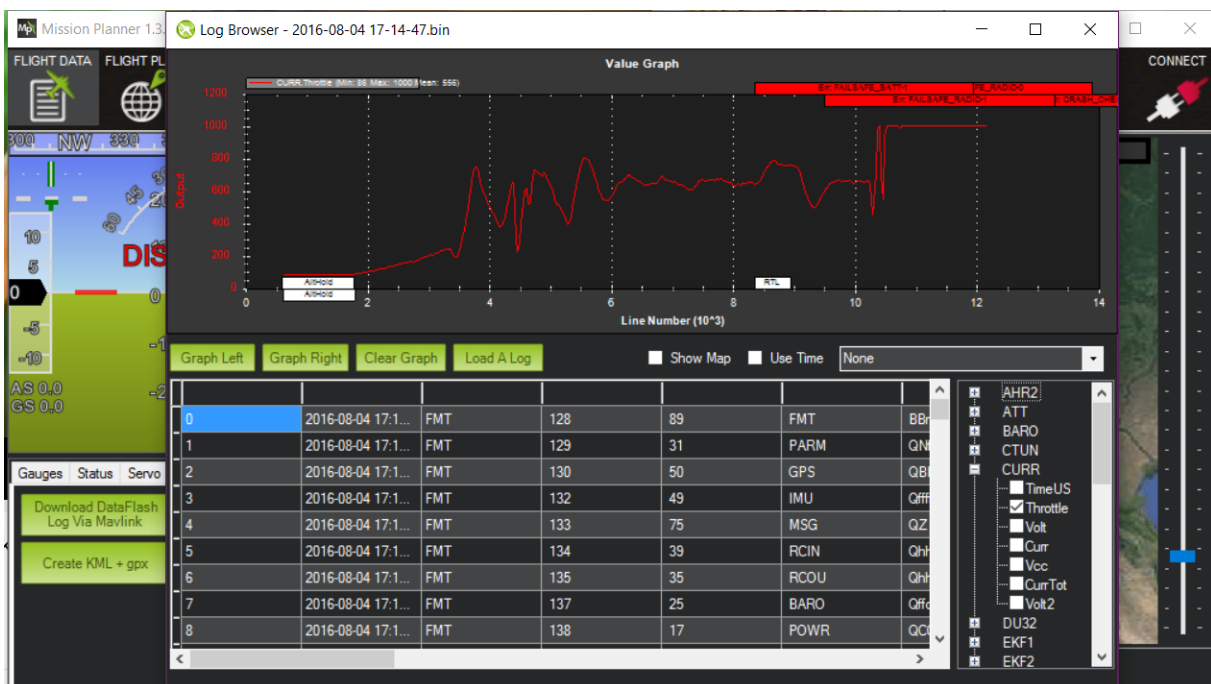 Mission Planner 1.3.
Log Browser - 2016-08-04 17-14-47.bin
FLIGHT DATA
FLIGHT PL
CONNECT
Value Graph
CURR.Throttle (Min: 86 Max: 1000 Mean: 556)
Err: FAILSAFE_BATT-1
FE_RADIO-0
Err: FAILSAFE_RADIO-1
1200
1000
800
600
400
200
0
Output
AltHold
AltHold
RTL
0 2 4 6 8 10 12 14
Line Number (10^3)
300 NW 330
DIS
10
5
0
-5
-10
AS 0.0
GS 0.0
Graph Left Graph Right Clear Graph Load A Log Show Map Use Time None
0 2016-08-04 17:1... FMT 128 89 FMT
1 2016-08-04 17:1... FMT 129 31 PARM
2 2016-08-04 17:1... FMT 130 50 GPS
3 2016-08-04 17:1... FMT 132 49 IMU Qffff
4 2016-08-04 17:1... FMT 133 75 MSG QZ
5 2016-08-04 17:1... FMT 134 39 RCIN
6 2016-08-04 17:1... FMT 135 35 RCOU
7 2016-08-04 17:1... FMT 137 25 BARO
8 2016-08-04 17:1... FMT 138 17 POWR
AHR2
ATT
BARO
CTUN
CURR
TimeUS
Throttle
Volt
Curr
Vcc
CurrTot
Volt2
DU32
EKF1
EKF2
Gauges Status Servo
Download DataFlash
Log Via Mavlink
Create KML + gpx